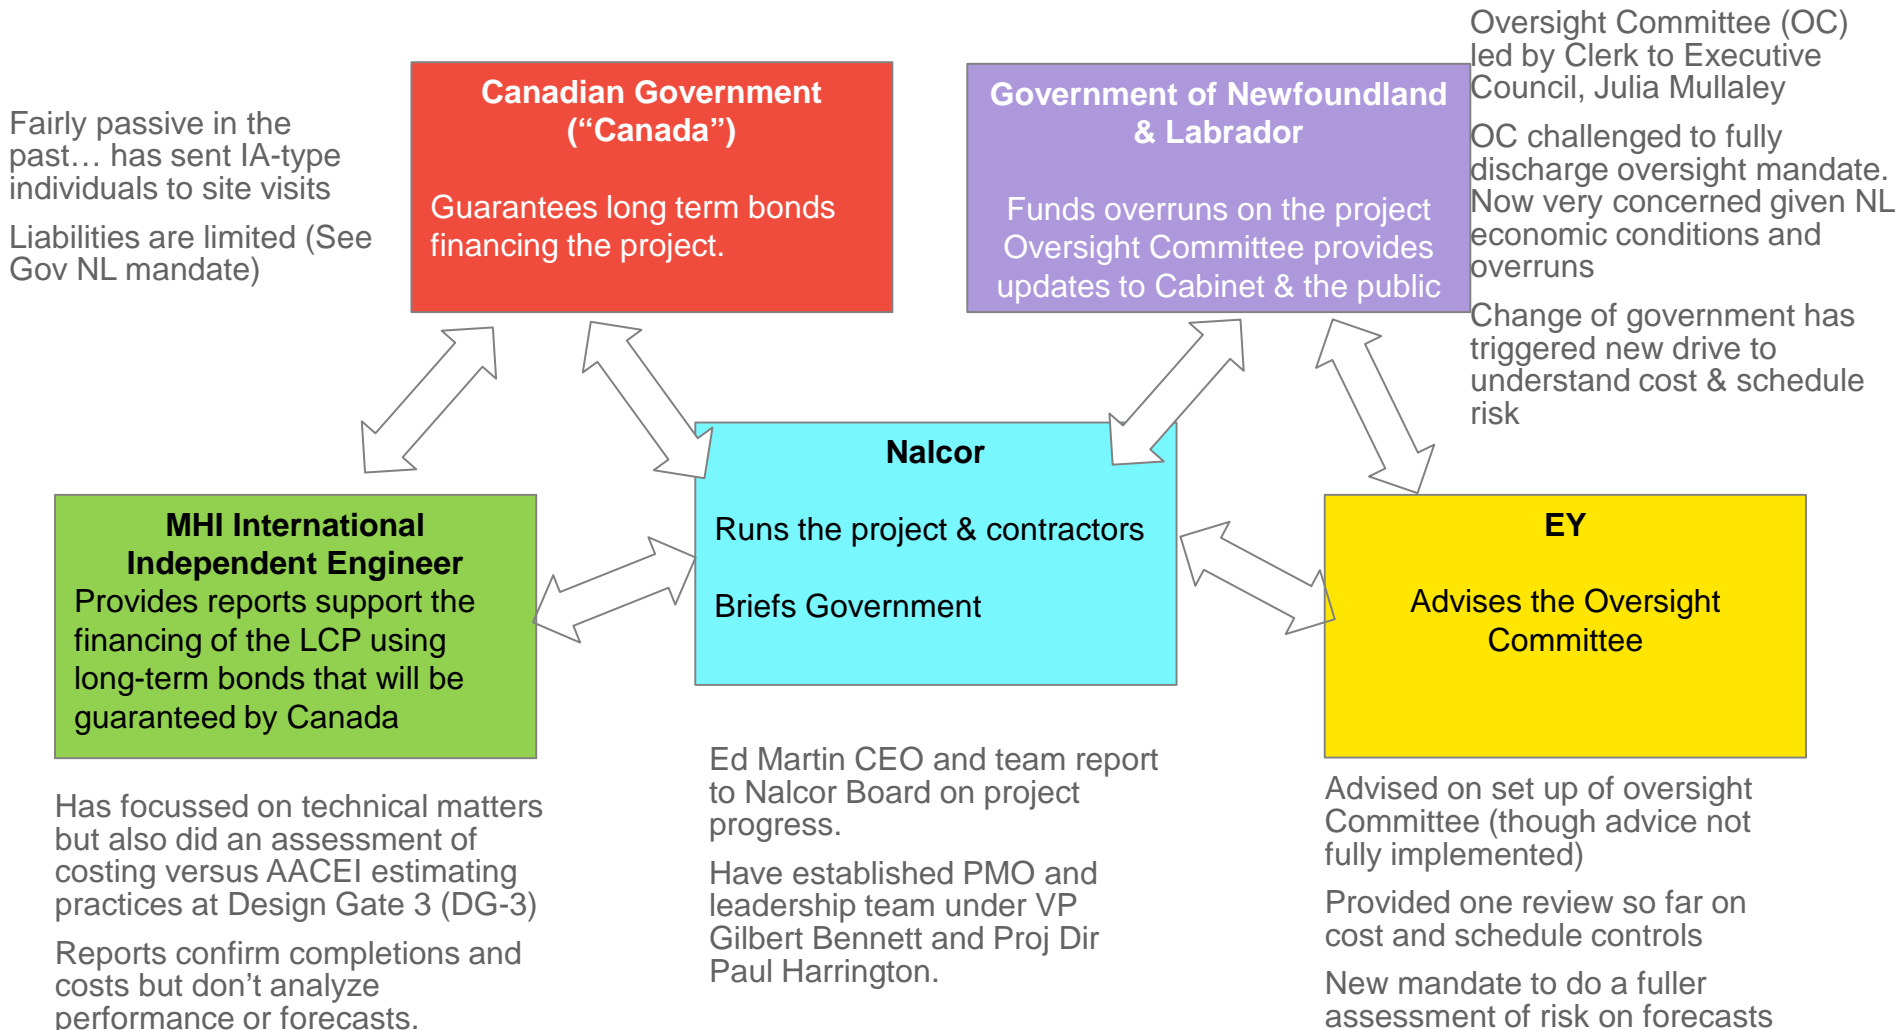 Fairly passive in the
past… has sent IA-type
individuals to site visits
Liabilities are limited (See
Gov NL mandate)
Canadian Government
(“Canada”)
Guarantees long term bonds
financing the project.
Government of Newfoundland
& Labrador
Funds overruns on the project
Oversight Committee provides
updates to Cabinet & the public
Oversight Committee (OC)
led by Clerk to Executive
Council, Julia Mullaley
OC challenged to fully
discharge oversight mandate.
Now very concerned given NL
economic conditions and
overruns
Change of government has
triggered new drive to
understand cost & schedule
risk
MHI International
Independent Engineer
Provides reports support the
financing of the LCP using
long-term bonds that will be
guaranteed by Canada
Has focussed on technical matters
but also did an assessment of
costing versus AACEI estimating
practices at Design Gate 3 (DG-3)
Reports confirm completions and
costs but don’t analyze
performance or forecasts.
Nalcor
Runs the project & contractors
Briefs Government
Ed Martin CEO and team report
to Nalcor Board on project
progress.
Have established PMO and
leadership team under VP
Gilbert Bennett and Proj Dir
Paul Harrington.
EY
Advises the Oversight
Committee
Advised on set up of oversight
Committee (though advice not
fully implemented)
Provided one review so far on
cost and schedule controls
New mandate to do a fuller
assessment of risk on forecasts